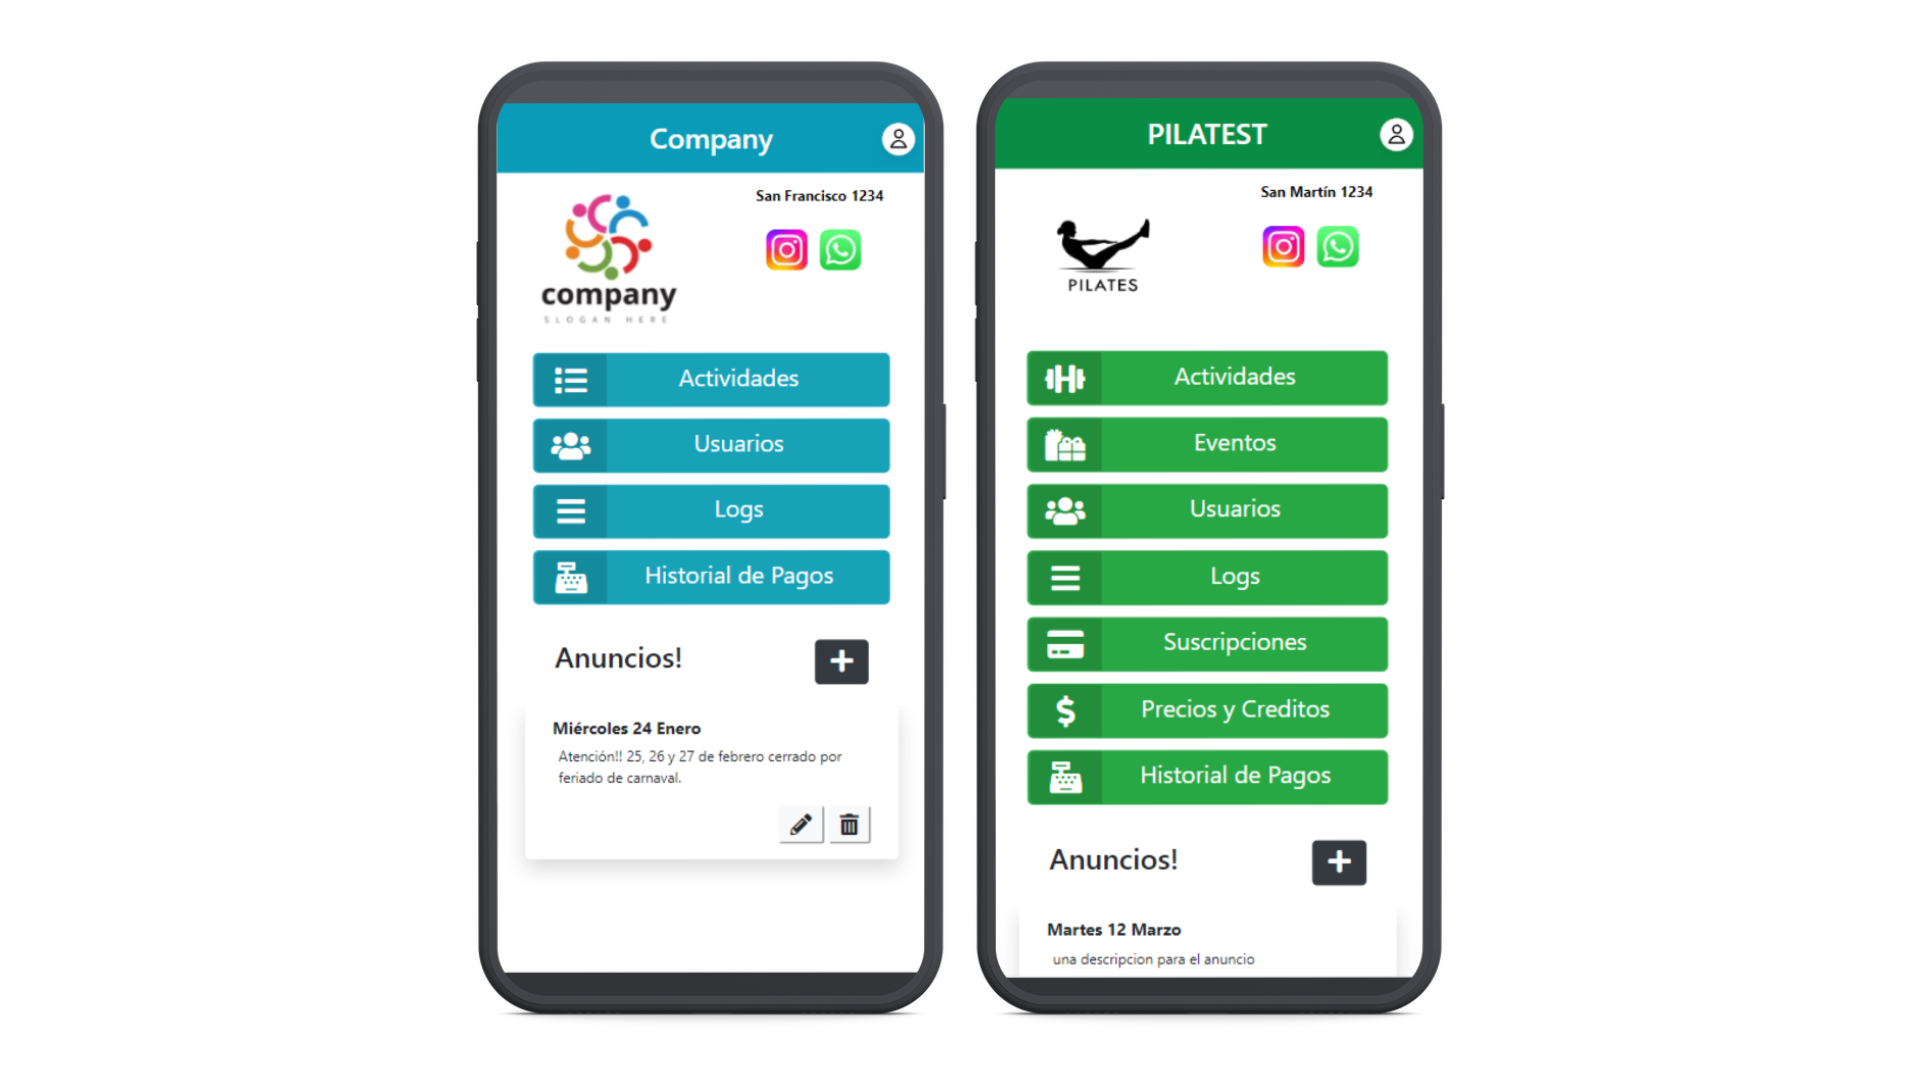 Company
San Francisco 1234
company
SLOGAN HERE
Actividades
Usuarios
Logs
Historial de Pagos
Anuncios!
Miércoles 24 Enero
Atención!! 25, 26 y 27 de febrero cerrado por
feriado de carnaval.
PILATEST
San Martín 1234
PILATES
Actividades
Eventos
Usuarios
Logs
Suscripciones
Precios y Creditos
Historial de Pagos
Anuncios!
Martes 12 Marzo
una descripcion para el anuncio